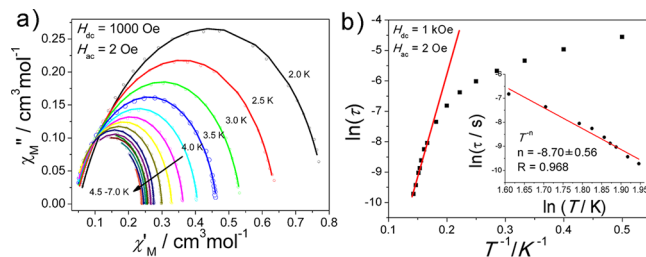 a)
H_dc = 1000 Oe
H_ac = 2 Oe
2.0 K
2.5 K
3.0 K
3.5 K
4.0 K
4.5 -7.0 K
0.25
0.20
0.15
0.10
0.05
0.00
0.0 0.1 0.2 0.3 0.4 0.5 0.6 0.7 0.8
χ_M'' / cm³mol⁻¹
χ'_M / cm³mol⁻¹
b)
H_dc = 1 kOe
H_ac = 2 Oe
-4
-5
-6
-7
-8
-9
-10
0.1 0.2 0.3 0.4 0.5
ln(τ)
T⁻¹/K⁻¹
-6
-7
-8
-9
-10
1.60 1.65 1.70 1.75 1.80 1.85 1.90 1.95
ln(τ / s)
ln (T / K)
T⁻ⁿ
n = -8.70±0.56
R = 0.968